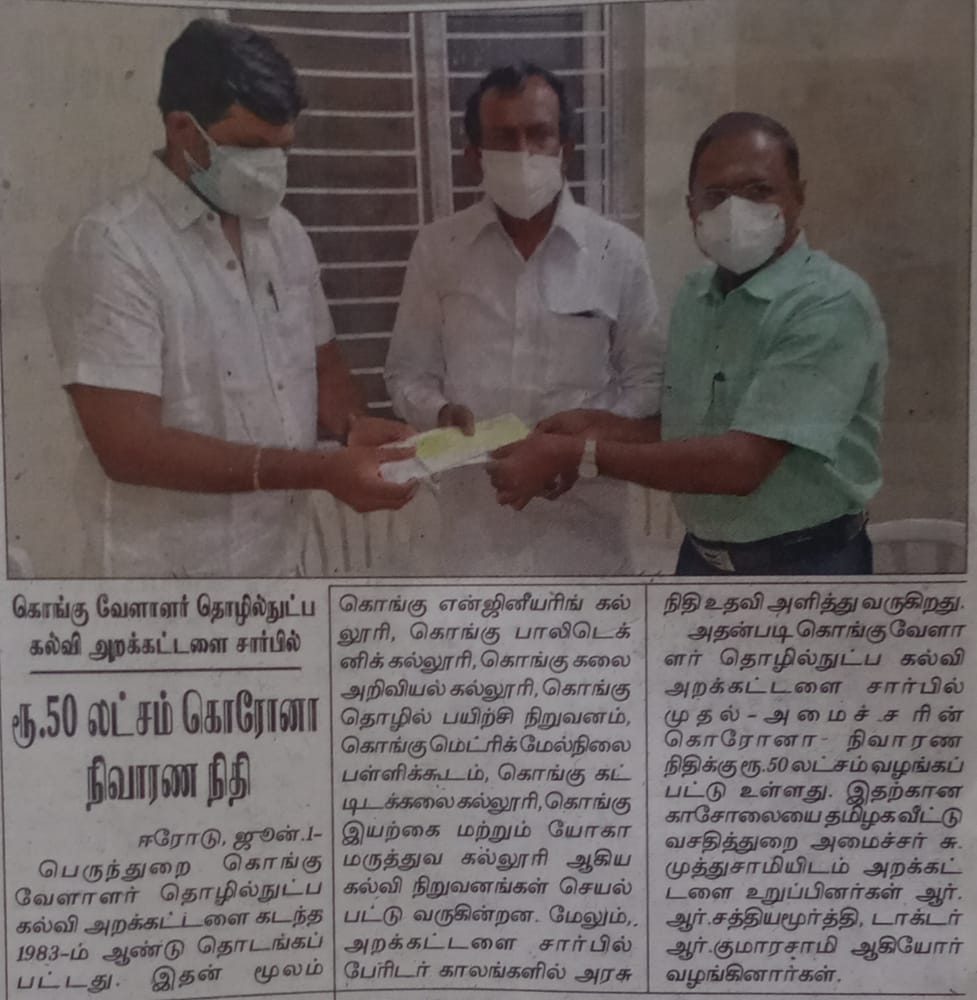 கொங்கு வேளாளர் தொழில்நுட்ப
கல்வி அறக்கட்டளை சார்பில்
ரூ.50 லட்சம் கொரோனா
நிவாரண நிதி
ஈரோடு, ஜூன்.1-
பெருந்துறை கொங்கு
வேளாளர் தொழில்நுட்ப
கல்வி அறக்கட்டளை கடந்த
1983-ம் ஆண்டு தொடங்கப்
பட்டது. இதன் மூலம்
கொங்கு என்ஜினீயரிங் கல்
லூரி, கொங்கு பாலிடெக்
னிக் கல்லூரி, கொங்கு கலை
அறிவியல் கல்லூரி, கொங்கு
தொழில் பயிற்சி நிறுவனம்,
கொங்கு மெட்ரிக் மேல்நிலை
பள்ளிக்கூடம், கொங்கு கட்
டிடக்கலை கல்லூரி, கொங்கு
இயற்கை மற்றும் யோகா
மருத்துவ கல்லூரி ஆகிய
கல்வி நிறுவனங்கள் செயல்
பட்டு வருகின்றன. மேலும்,
அறக்கட்டளை சார்பில்
பேரிடர் காலங்களில் அரசு
நிதி உதவி அளித்து வருகிறது.
அதன்படி கொங்கு வேளா
ளர் தொழில்நுட்ப கல்வி
அறக்கட்டளை சார்பில்
முதல்-அமைச்சரின்
கொரோனா நிவாரண
நிதிக்கு ரூ.50 லட்சம் வழங்கப்
பட்டு உள்ளது. இதற்கான
காசோலையை தமிழக வீட்டு
வசதித்துறை அமைச்சர் சு.
முத்துசாமியிடம் அறக்கட்
டளை உறுப்பினர்கள் ஆர்.
ஆர்.சத்தியமூர்த்தி, டாக்டர்
ஆர்.குமாரசாமி ஆகியோர்
வழங்கினார்கள்.